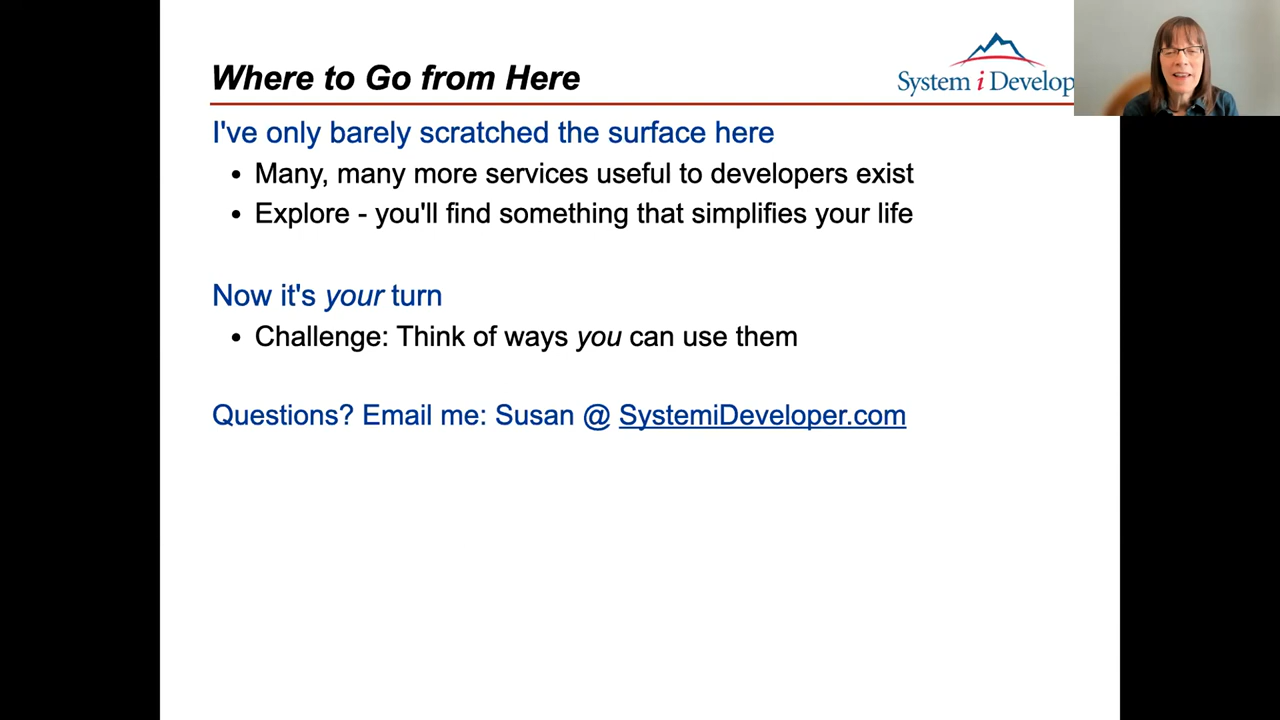 Where to Go from Here
System i Develop
I've only barely scratched the surface here
• Many, many more services useful to developers exist
• Explore - you'll find something that simplifies your life
Now it's your turn
• Challenge: Think of ways you can use them
Questions? Email me: Susan @ SystemiDeveloper.com